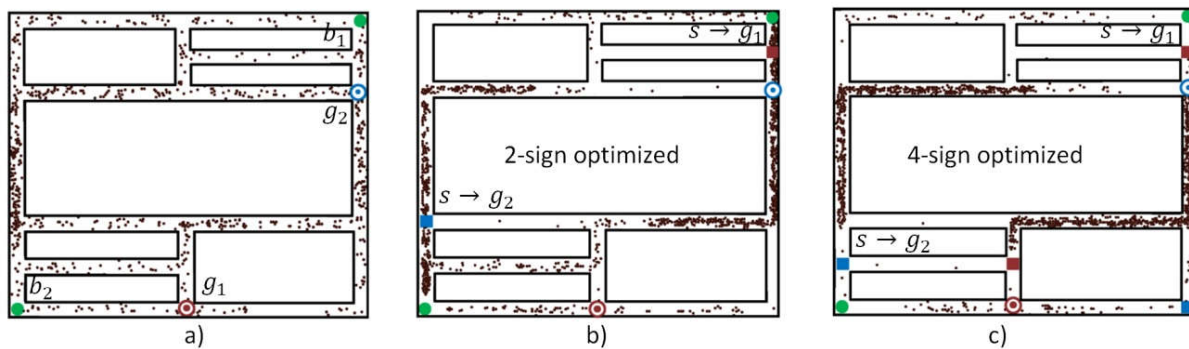 b₁
g₂
b₂
g₁
a)
s → g₁
2-sign optimized
s → g₂
b)
s → g₁
4-sign optimized
s → g₂
c)